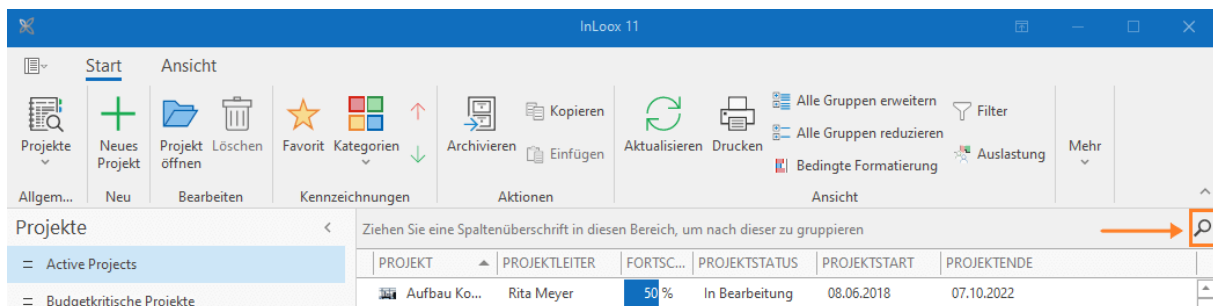 InLoox 11
Start Ansicht
Projekte
Neues Projekt
Projekt öffnen
Löschen
Favorit
Kategorien
Archivieren
Kopieren
Einfügen
Aktualisieren
Drucken
Alle Gruppen erweitern
Alle Gruppen reduzieren
Bedingte Formatierung
Filter
Auslastung
Mehr
Allgem... Neu Bearbeiten Kennzeichnungen Aktionen Ansicht
Projekte
Active Projects
Budgetkritische Projekte
Ziehen Sie eine Spaltenüberschrift in diesen Bereich, um nach dieser zu gruppieren
PROJEKT PROJEKTLEITER FORTSC... PROJEKTSTATUS PROJEKTSTART PROJEKTENDE
Aufbau Ko... Rita Meyer 50 % In Bearbeitung 08.06.2018 07.10.2022